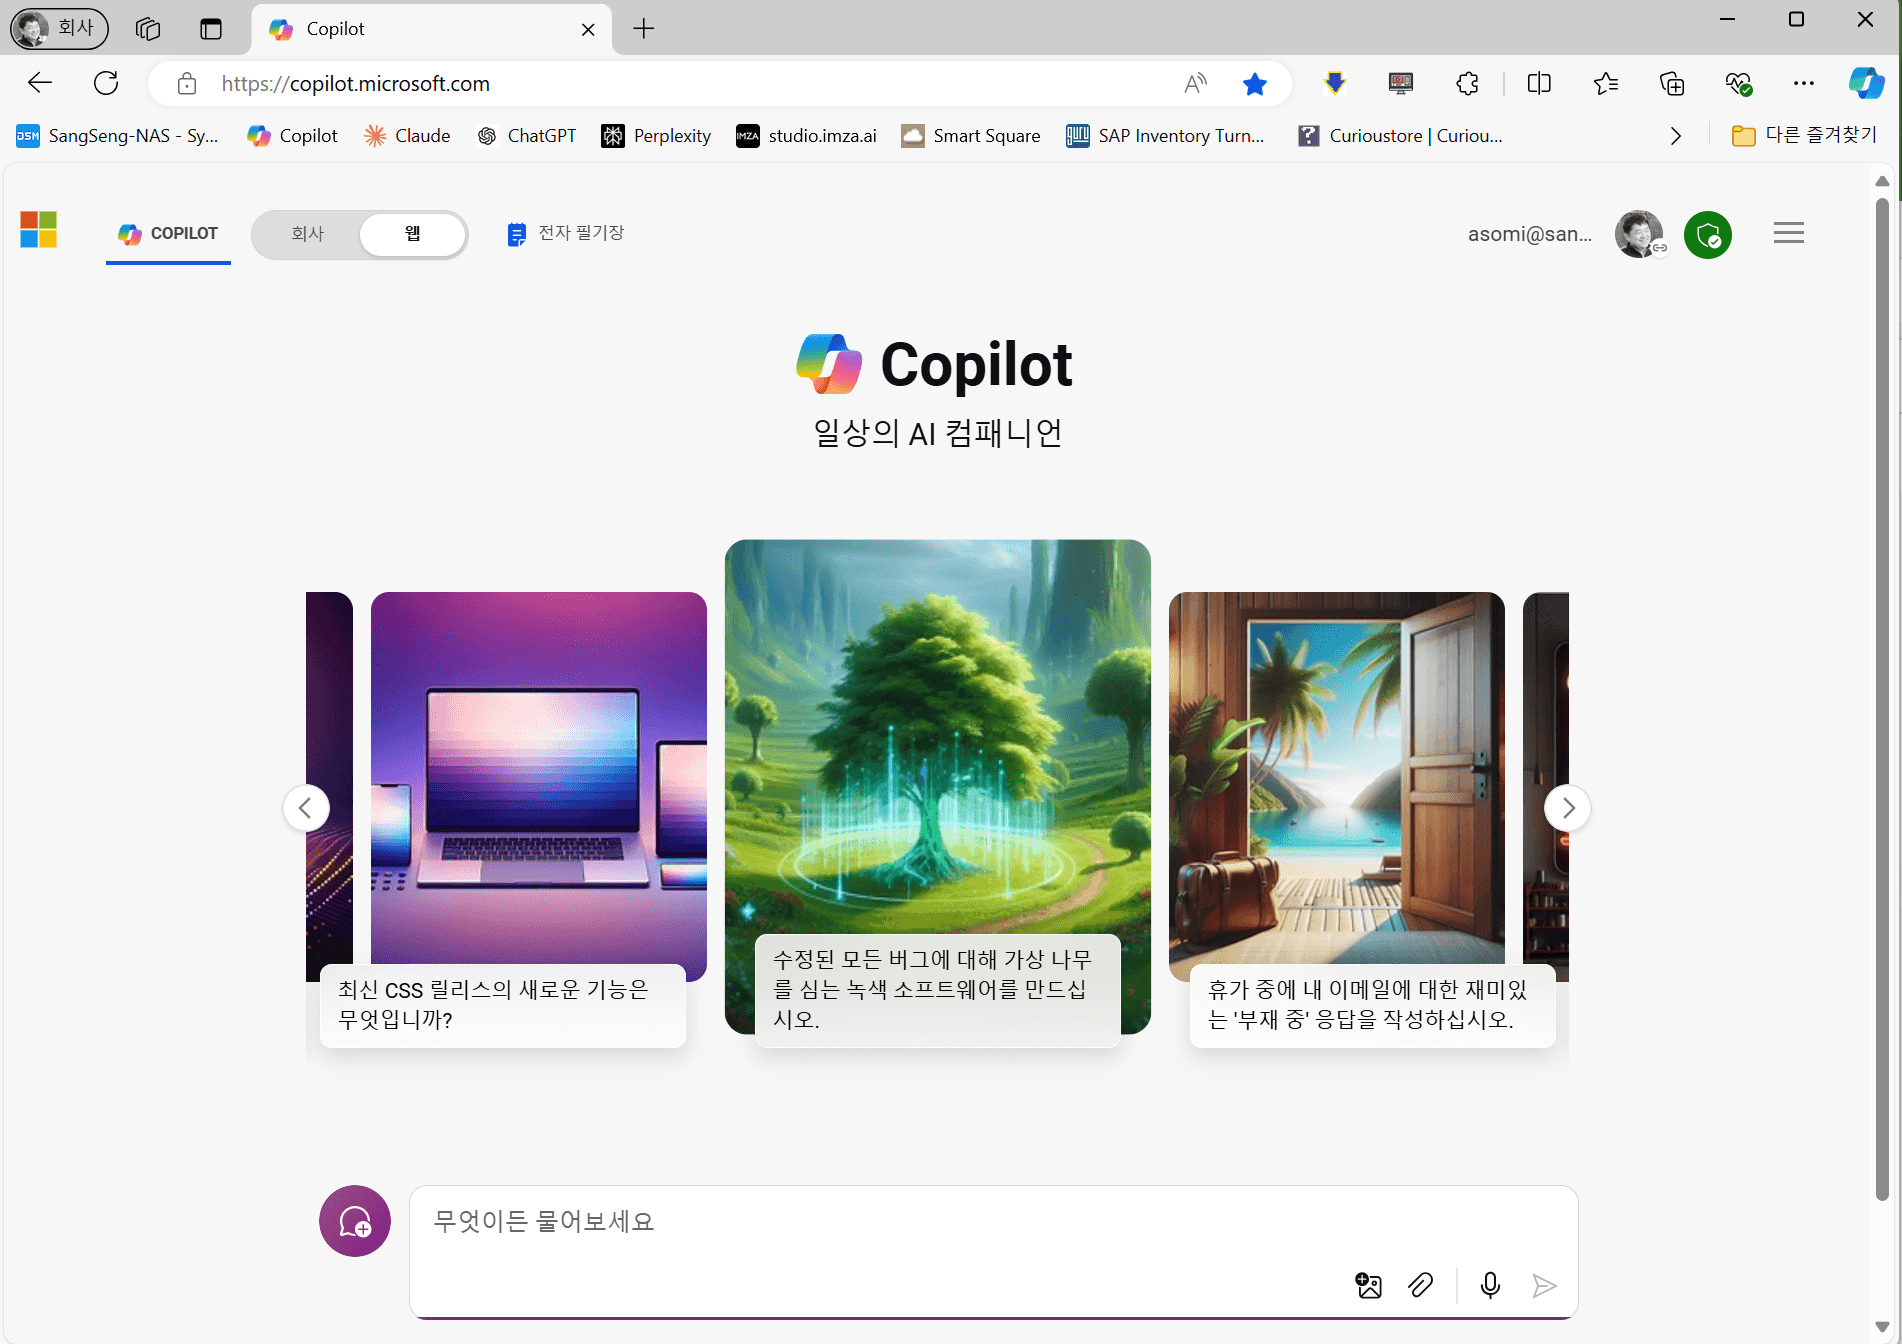 회사
Copilot
https://copilot.microsoft.com
DSM SangSeng-NAS - Sy...
Copilot
Claude
ChatGPT
Perplexity
IMZA studio.imza.ai
Smart Square
guru SAP Inventory Turn...
? Curioustore | Curiou...
다른 즐겨찾기
COPILOT
회사
웹
전자 필기장
asomi@san...
Copilot
일상의 AI 컴패니언
최신 CSS 릴리스의 새로운 기능은
무엇입니까?
수정된 모든 버그에 대해 가상 나무
를 심는 녹색 소프트웨어를 만드십
시오.
휴가 중에 내 이메일에 대한 재미있
는 '부재 중' 응답을 작성하십시오.
무엇이든 물어보세요